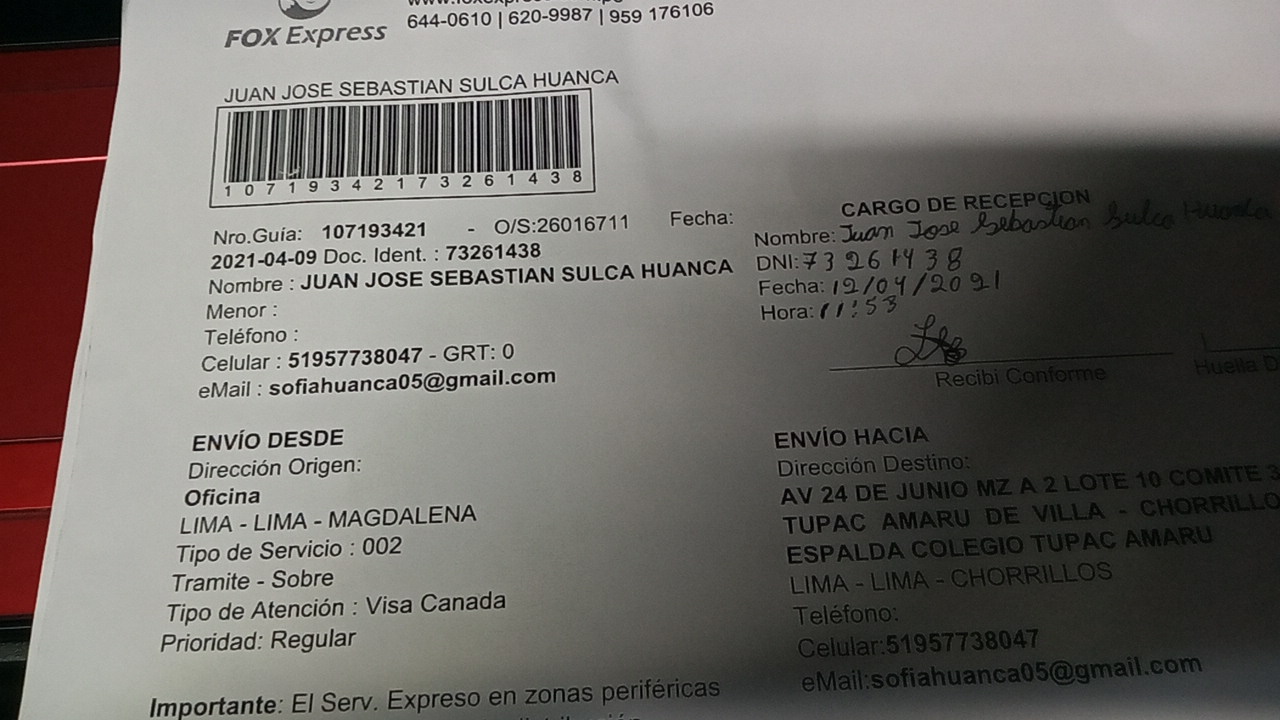 644-0610 | 620-9987 | 959 176106
FOX Express
JUAN JOSE SEBASTIAN SULCA HUANCA
1 0 7 1 9 3 4 2 1 7 3 2 6 1 4 3 8
Nro.Guía: 107193421 - O/S:26016711 Fecha:
2021-04-09 Doc. Ident. : 73261438
Nombre : JUAN JOSE SEBASTIAN SULCA HUANCA
Menor :
Teléfono :
Celular : 51957738047 - GRT: 0
eMail : sofiahuanca05@gmail.com
CARGO DE RECEPCION
Nombre: Juan Jose Sebastian Sulca Huanca
DNI: 73261438
Fecha: 12/04/2021
Hora: 11:53
Recibi Conforme
Huella D
ENVÍO DESDE
Dirección Origen:
Oficina
LIMA - LIMA - MAGDALENA
Tipo de Servicio : 002
Tramite - Sobre
Tipo de Atención : Visa Canada
Prioridad: Regular
ENVÍO HACIA
Dirección Destino:
AV 24 DE JUNIO MZ A 2 LOTE 10 COMITE 3
TUPAC AMARU DE VILLA - CHORRILLO
ESPALDA COLEGIO TUPAC AMARU
LIMA - LIMA - CHORRILLOS
Teléfono:
Celular:51957738047
eMail:sofiahuanca05@gmail.com
Importante: El Serv. Expreso en zonas periféricas